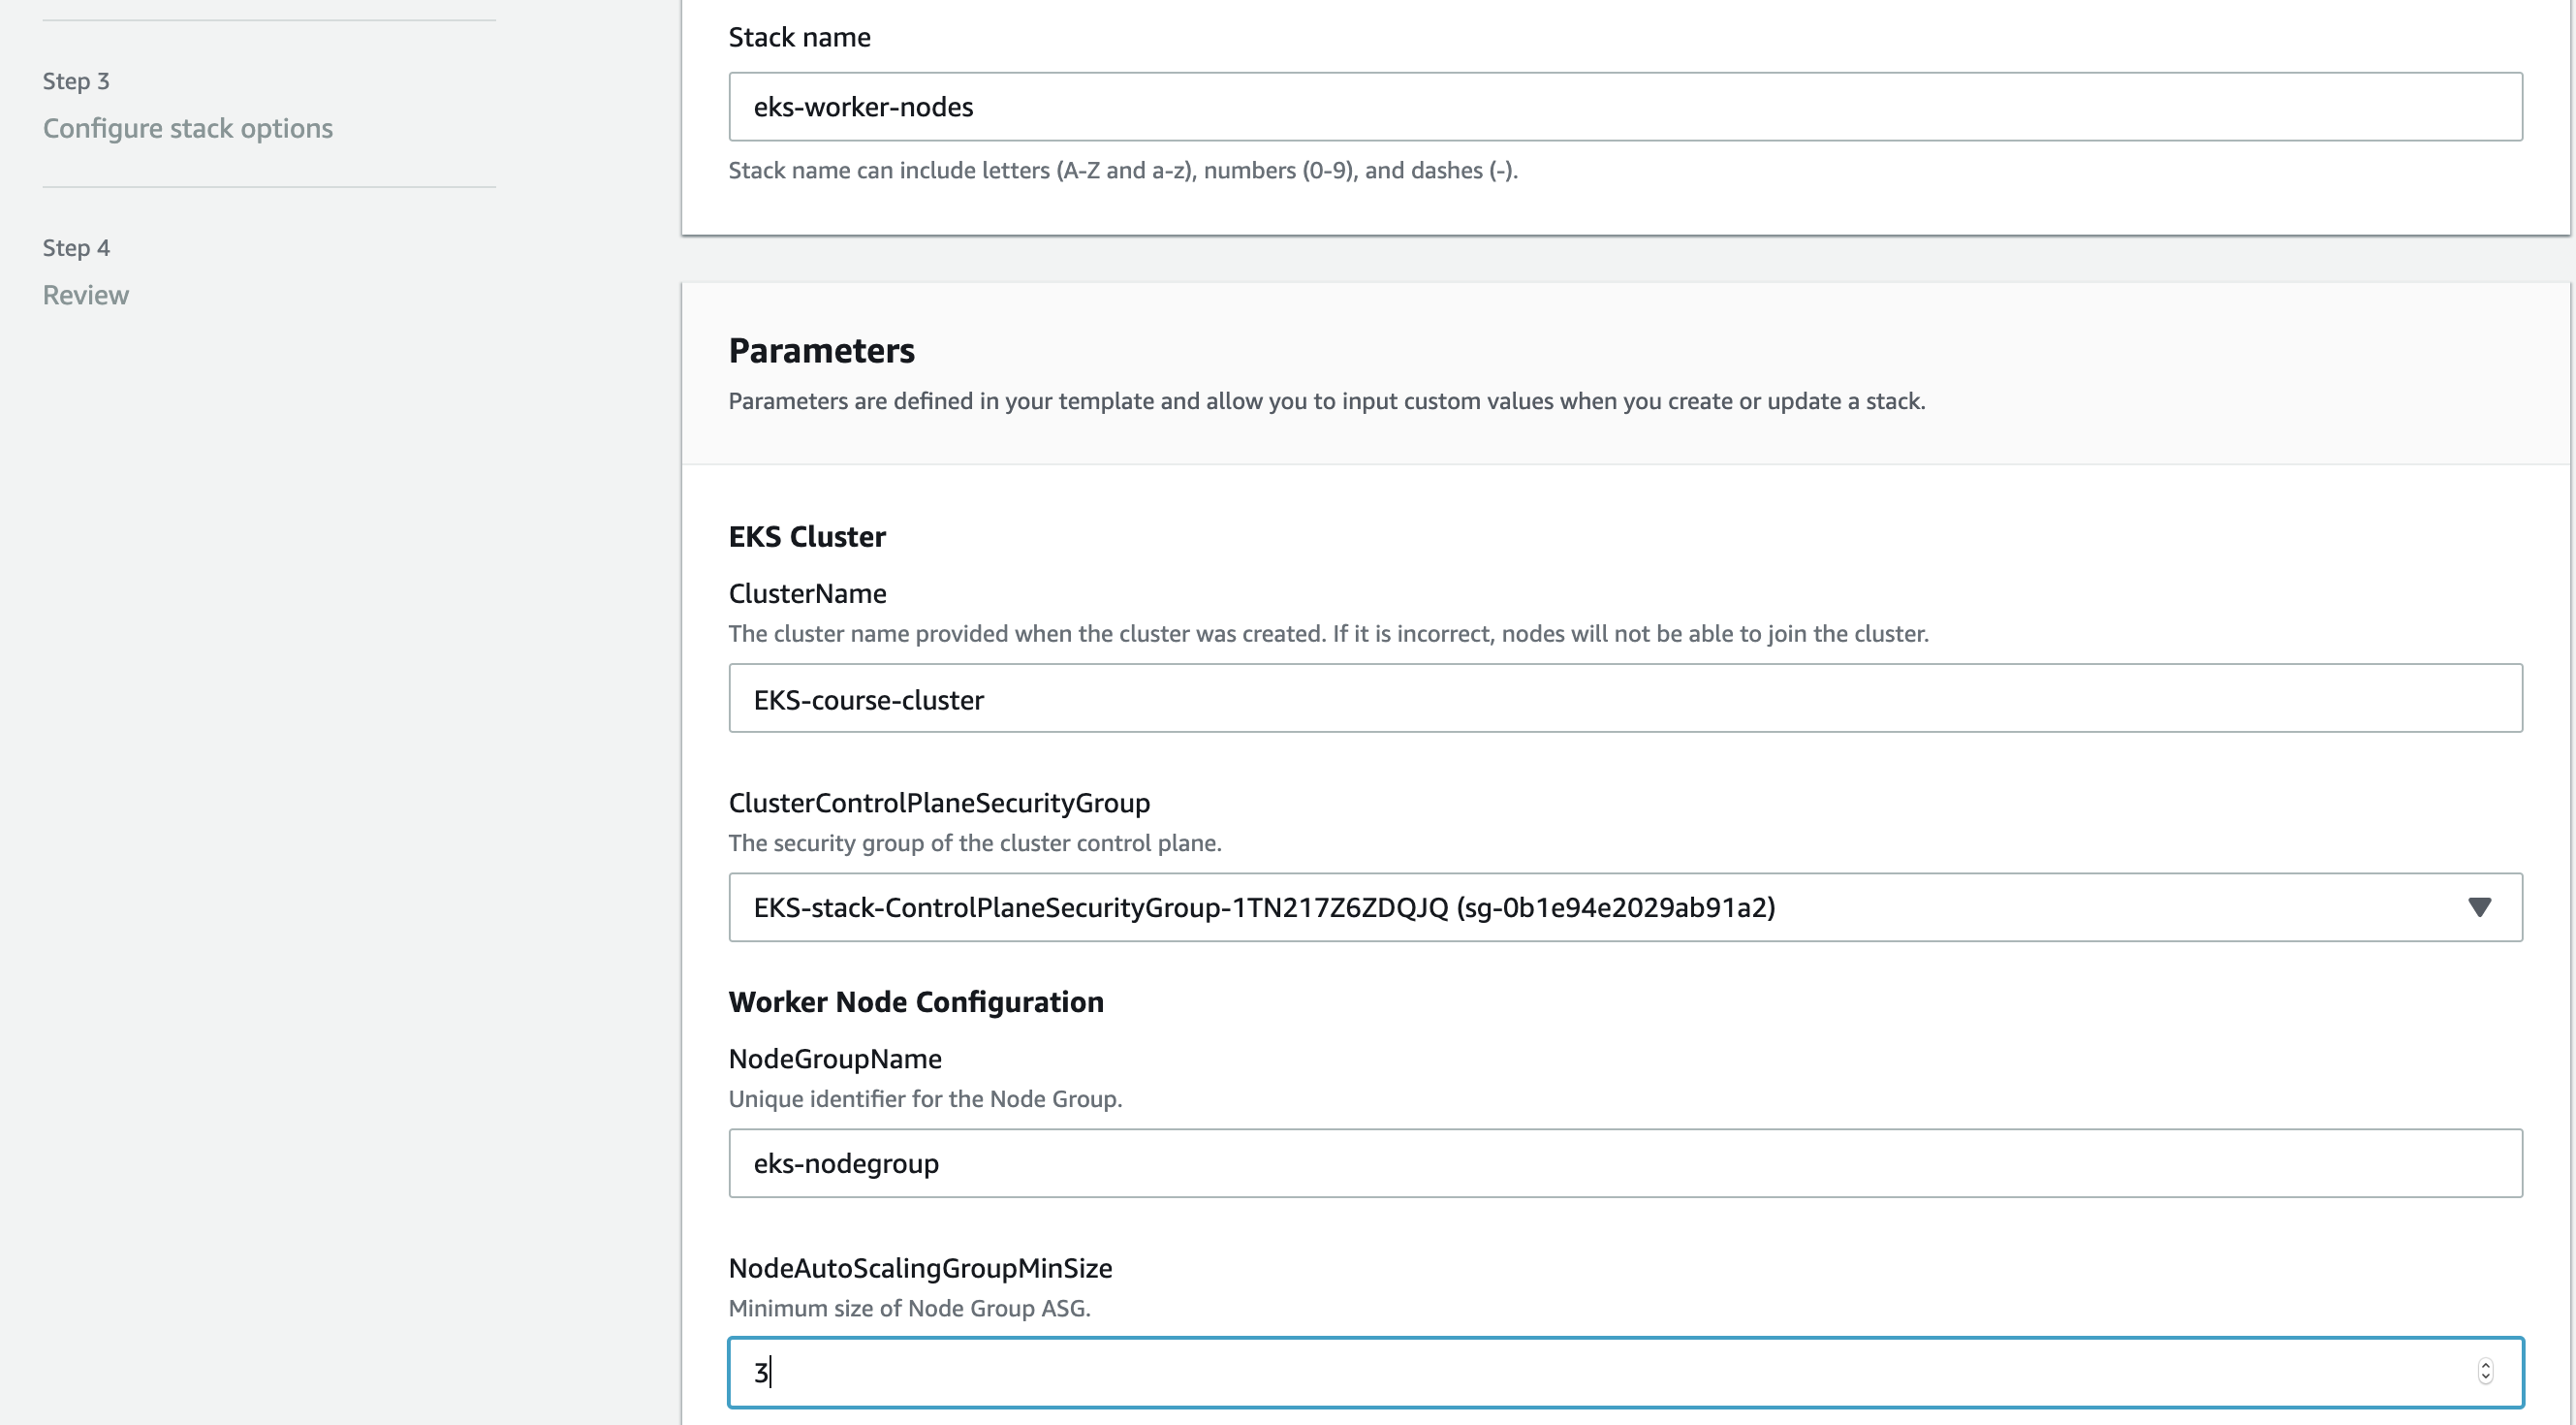 Step 3
Configure stack options
Step 4
Review
Stack name
eks-worker-nodes
Stack name can include letters (A-Z and a-z), numbers (0-9), and dashes (-).
Parameters
Parameters are defined in your template and allow you to input custom values when you create or update a stack.
EKS Cluster
ClusterName
The cluster name provided when the cluster was created. If it is incorrect, nodes will not be able to join the cluster.
EKS-course-cluster
ClusterControlPlaneSecurityGroup
The security group of the cluster control plane.
EKS-stack-ControlPlaneSecurityGroup-1TN217Z6ZDQJQ (sg-0b1e94e2029ab91a2)
Worker Node Configuration
NodeGroupName
Unique identifier for the Node Group.
eks-nodegroup
NodeAutoScalingGroupMinSize
Minimum size of Node Group ASG.
3